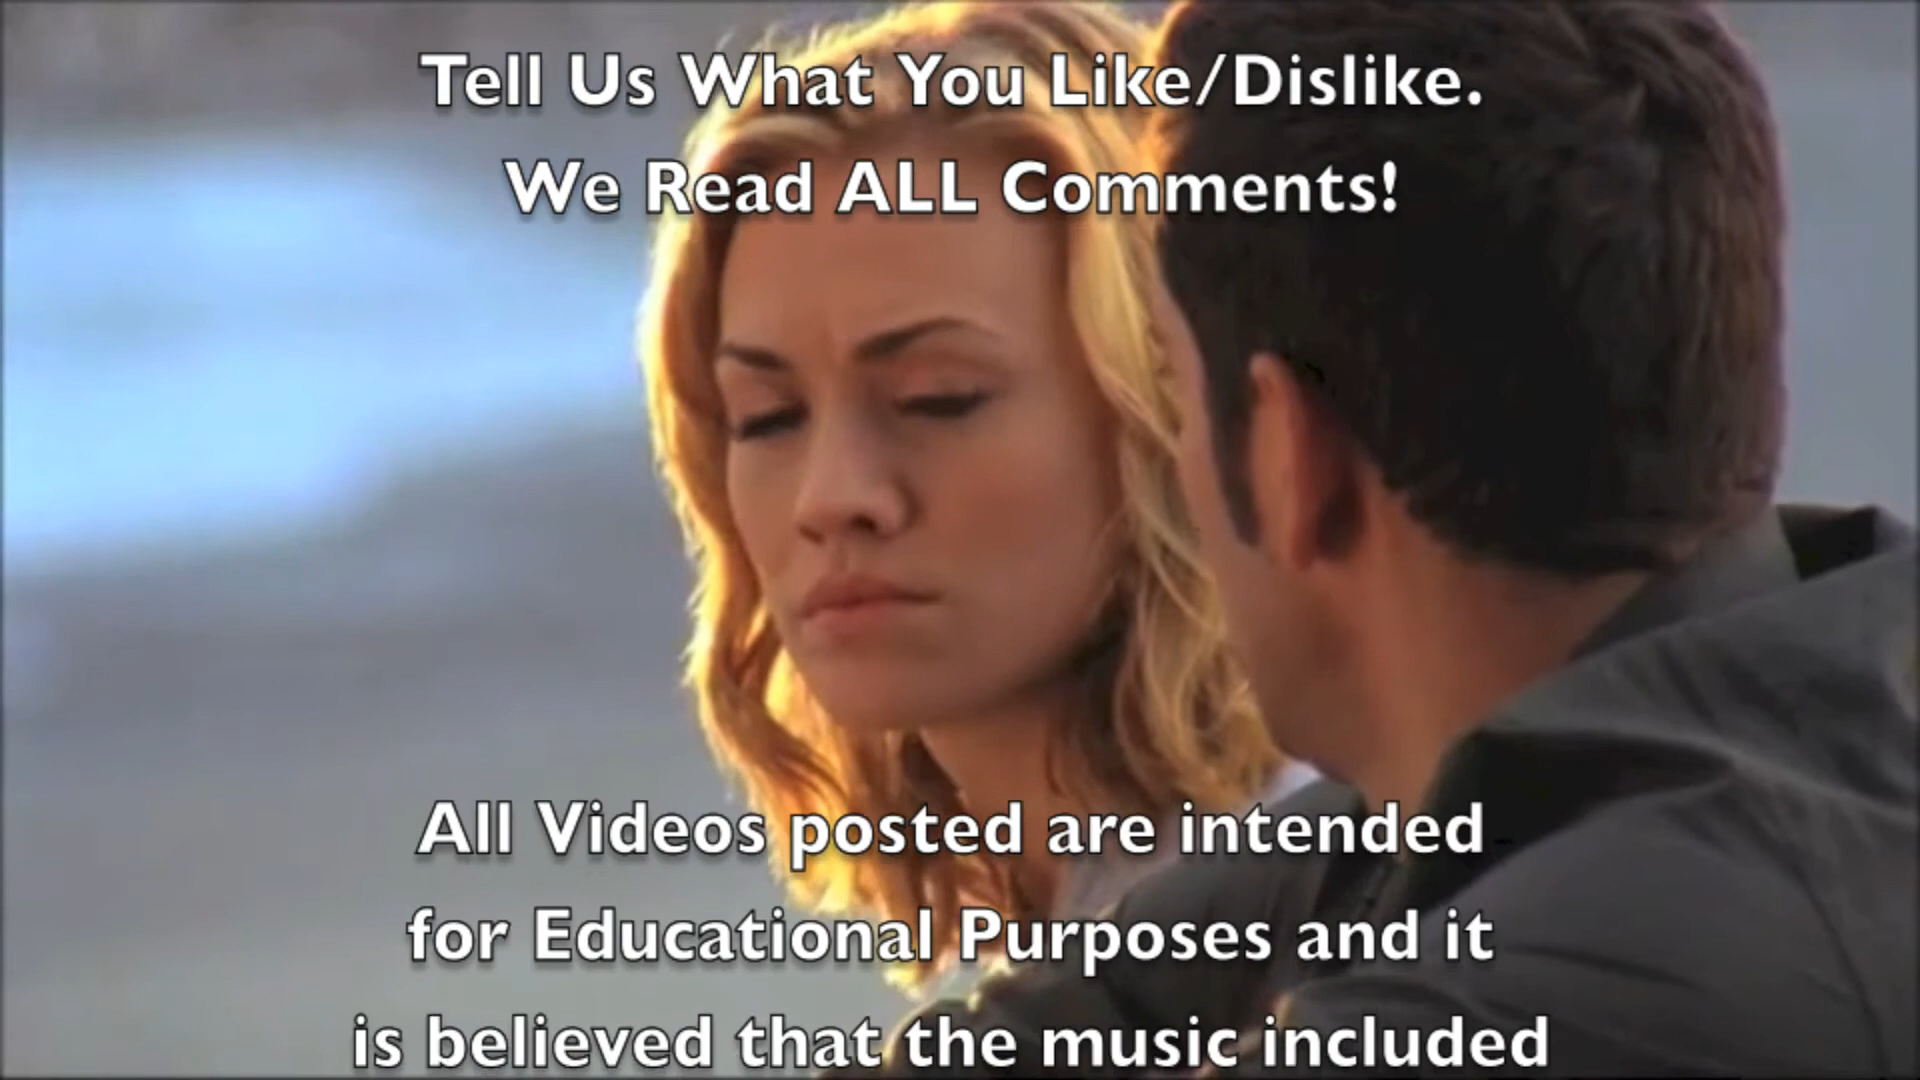 Tell Us What You Like/Dislike.
We Read ALL Comments!
All Videos posted are intended
for Educational Purposes and it
is believed that the music included